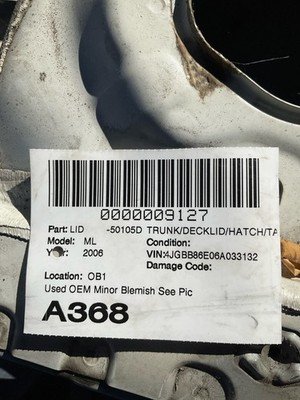 0000009127
Part: LID -50105D TRUNK/DECKLID/HATCH/TA
Model: ML Condition:
2006 VIN:4JGBB86E06A033132
Damage Code:
Location: OB1
Used OEM Minor Blemish See Pic
A368